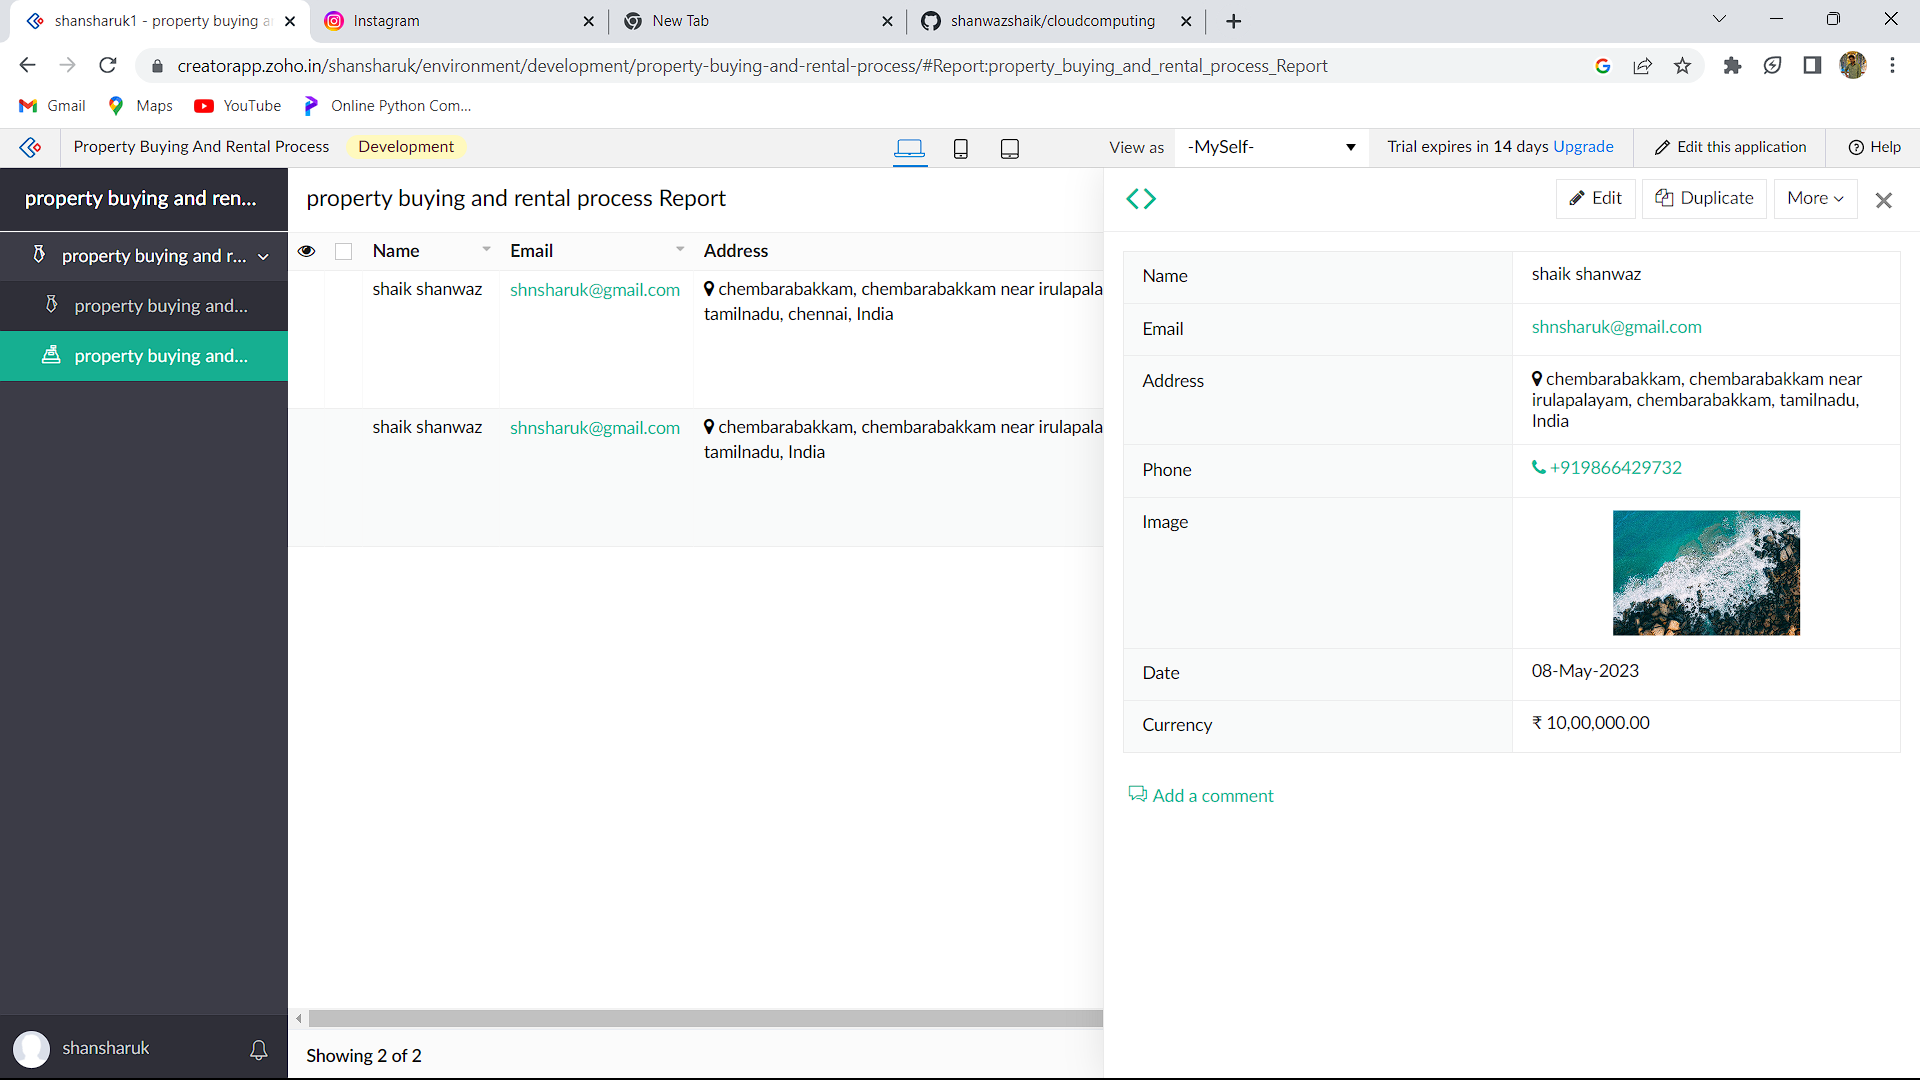 shansharuk1 - property buying a
Instagram
New Tab
shanwazshaik/cloudcomputing
creatorapp.zoho.in/shansharuk/environment/development/property-buying-and-rental-process/#Report:property_buying_and_rental_process_Report
Gmail
Maps
YouTube
Online Python Com...
Property Buying And Rental Process
Development
View as
-MySelf-
Trial expires in 14 days Upgrade
Edit this application
Help
property buying and ren...
property buying and r...
property buying and...
property buying and...
shansharuk
property buying and rental process Report
Name Email Address
shaik shanwaz shnsharuk@gmail.com chembarabakkam, chembarabakkam near irulapala
tamilnadu, chennai, India
shaik shanwaz shnsharuk@gmail.com chembarabakkam, chembarabakkam near irulapala
tamilnadu, India
Showing 2 of 2
Edit
Duplicate
More
Name shaik shanwaz
Email shnsharuk@gmail.com
Address chembarabakkam, chembarabakkam near
irulapalayam, chembarabakkam, tamilnadu,
India
Phone +919866429732
Image
Date 08-May-2023
Currency ₹ 10,00,000.00
Add a comment